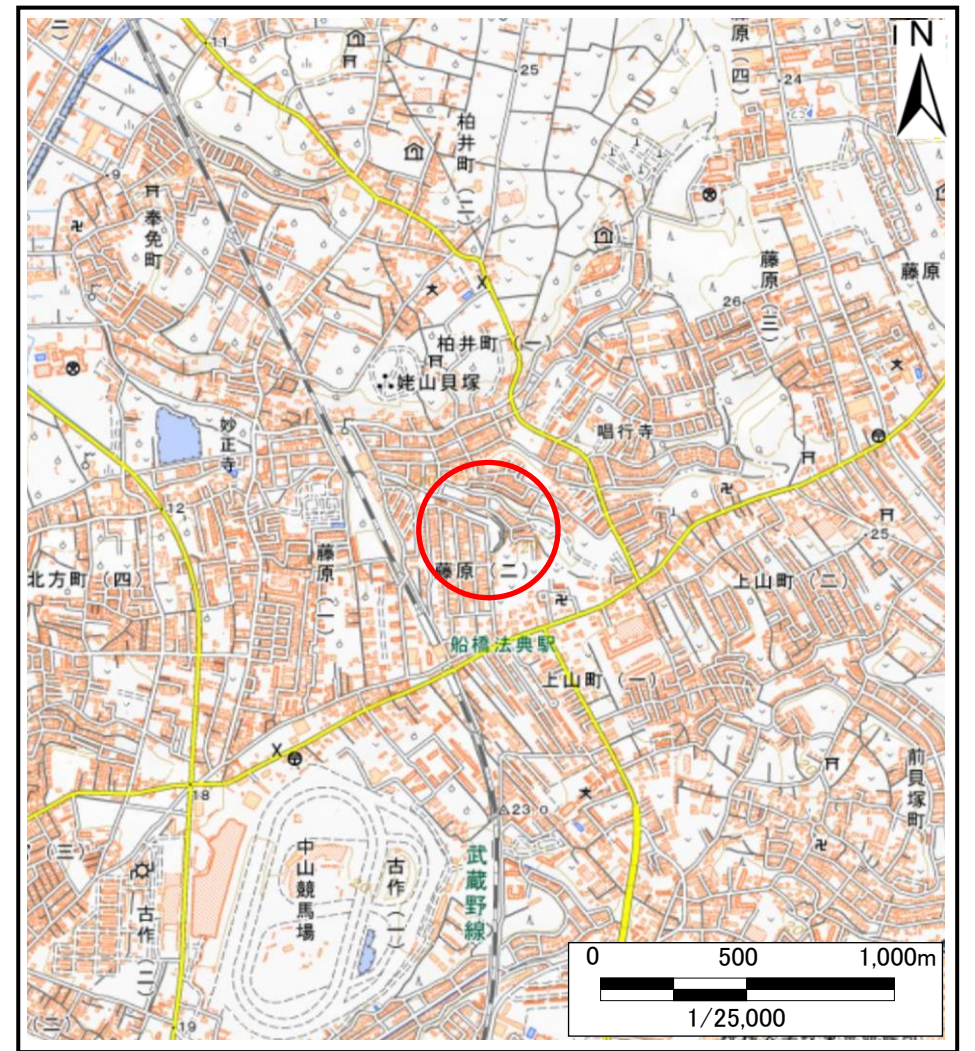 11
原(四)
N
25
24
柏井町(二)
9
奉免町
藤原(三)
藤原
26
柏井町(一)
姥山貝塚
妙正寺
唱行寺
12
藤原(一)
25
北方町(四)
藤原(二)
上山町(二)
船橋法典駅
上山町(一)
前貝塚町
18
23.0
中山競馬場
古作(一)
武蔵野線
(三)
古作(二)
(二)
19
0 500 1,000m
1/25,000